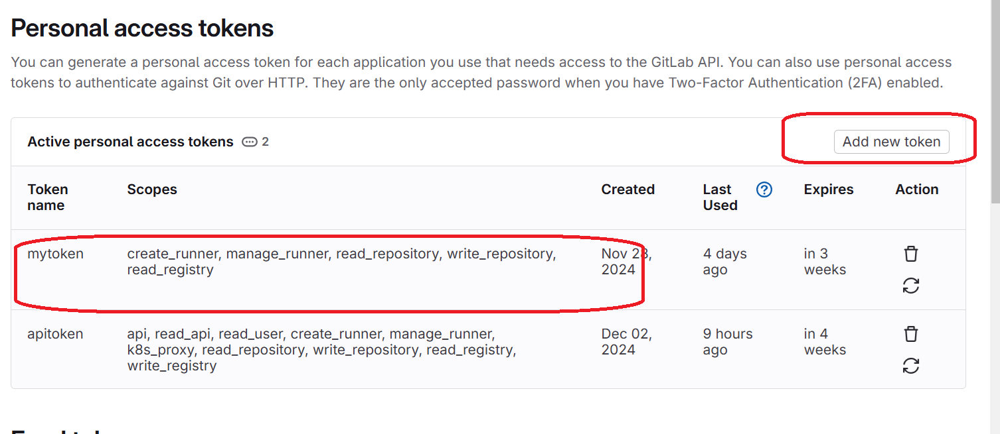 Personal access tokens
You can generate a personal access token for each application you use that needs access to the GitLab API. You can also use personal access
tokens to authenticate against Git over HTTP. They are the only accepted password when you have Two-Factor Authentication (2FA) enabled.
Active personal access tokens 2
Add new token
Token name
Scopes
Created
Last Used
Expires
Action
mytoken
create_runner, manage_runner, read_repository, write_repository,
read_registry
Nov 28,
2024
4 days
ago
in 3
weeks
apitoken
api, read_api, read_user, create_runner, manage_runner,
k8s_proxy, read_repository, write_repository, read_registry,
write_registry
Dec 02,
2024
9 hours
ago
in 4
weeks